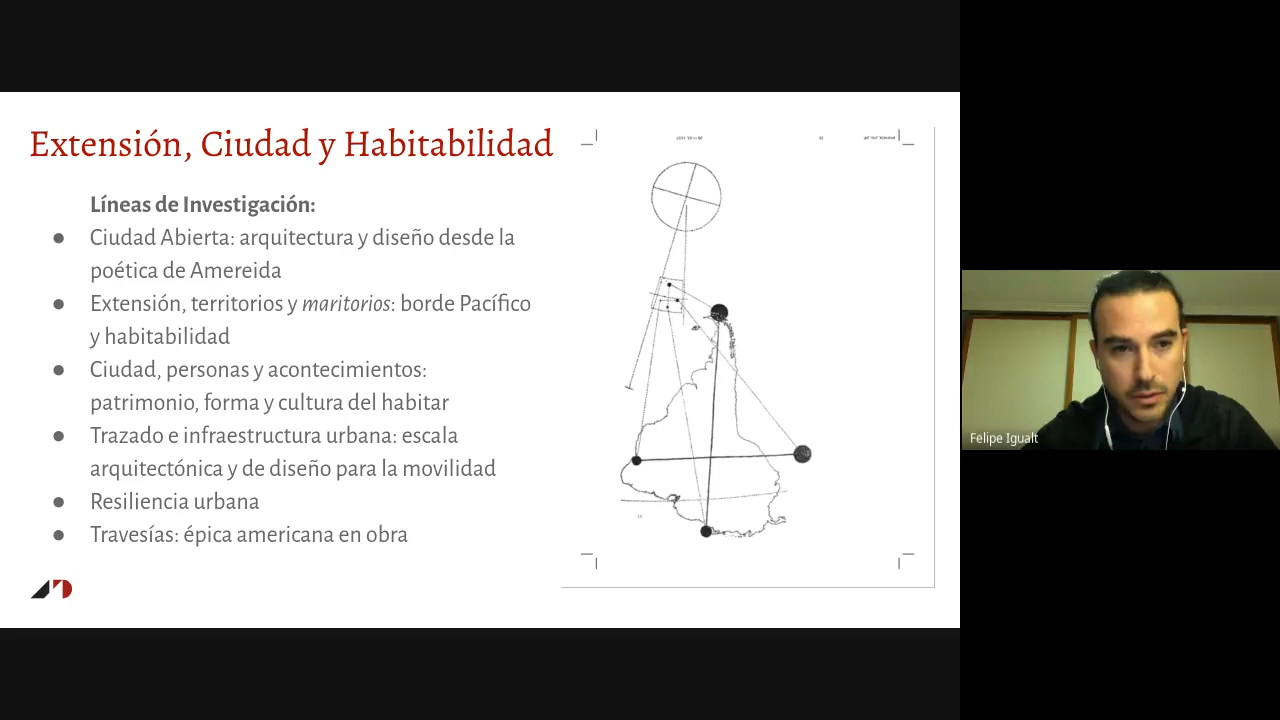 Extensión, Ciudad y Habitabilidad
Líneas de Investigación:
● Ciudad Abierta: arquitectura y diseño desde la
poética de Amereida
● Extensión, territorios y maritorios: borde Pacífico
y habitabilidad
● Ciudad, personas y acontecimientos:
patrimonio, forma y cultura del habitar
● Trazado e infraestructura urbana: escala
arquitectónica y de diseño para la movilidad
● Resiliencia urbana
● Travesías: épica americana en obra
Felipe Igualt